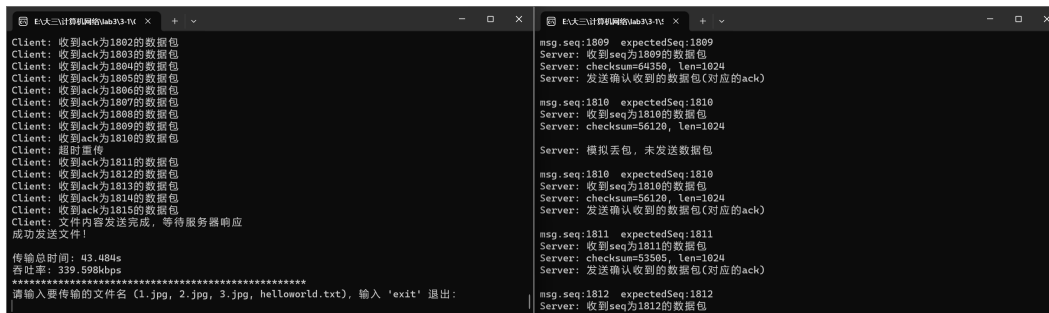 E:\大三\计算机网络\lab3\3-1\(
Client: 收到ack为1802的数据包
Client: 收到ack为1803的数据包
Client: 收到ack为1804的数据包
Client: 收到ack为1805的数据包
Client: 收到ack为1806的数据包
Client: 收到ack为1807的数据包
Client: 收到ack为1808的数据包
Client: 收到ack为1809的数据包
Client: 收到ack为1810的数据包
Client: 超时重传
Client: 收到ack为1811的数据包
Client: 收到ack为1812的数据包
Client: 收到ack为1813的数据包
Client: 收到ack为1814的数据包
Client: 收到ack为1815的数据包
Client: 文件内容发送完成, 等待服务器响应
成功发送文件!
传输总时间: 43.484s
吞吐率: 339.598kbps
***************************************************
请输入要传输的文件名 (1.jpg, 2.jpg, 3.jpg, helloworld.txt), 输入 'exit' 退出:
E:\大三\计算机网络\lab3\3-1\S
msg.seq:1809 expectedSeq:1809
Server: 收到seq为1809的数据包
Server: checksum=64350, len=1024
Server: 发送确认收到的数据包(对应的ack)
msg.seq:1810 expectedSeq:1810
Server: 收到seq为1810的数据包
Server: checksum=56120, len=1024
Server: 模拟丢包, 未发送数据包
msg.seq:1810 expectedSeq:1810
Server: 收到seq为1810的数据包
Server: checksum=56120, len=1024
Server: 发送确认收到的数据包(对应的ack)
msg.seq:1811 expectedSeq:1811
Server: 收到seq为1811的数据包
Server: checksum=53505, len=1024
Server: 发送确认收到的数据包(对应的ack)
msg.seq:1812 expectedSeq:1812
Server: 收到seq为1812的数据包